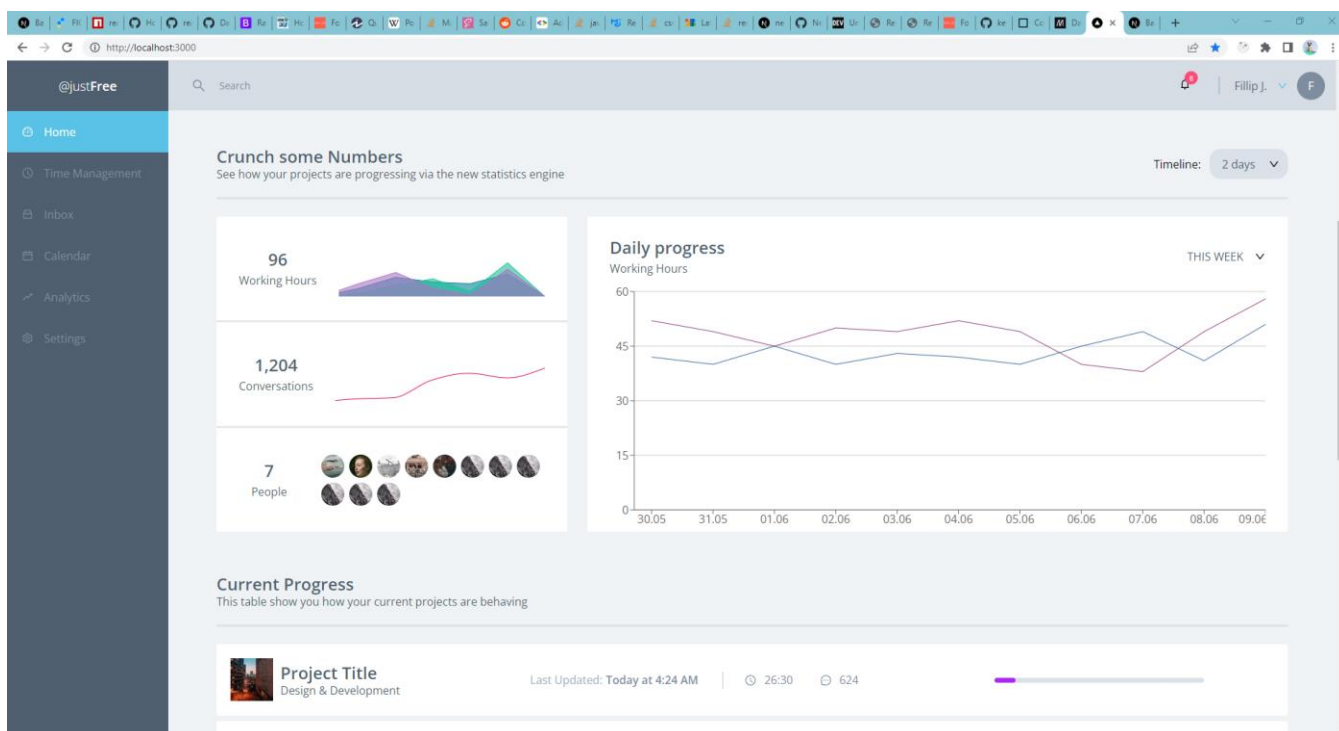 http://localhost:3000
@justFree
Search
Fillip J.
F
Home
Time Management
Inbox
Calendar
Analytics
Settings
Crunch some Numbers
See how your projects are progressing via the new statistics engine
Timeline:
2 days
96
Working Hours
1,204
Conversations
7
People
Daily progress
Working Hours
THIS WEEK
60
45
30
15
0
30.05 31.05 01.06 02.06 03.06 04.06 05.06 06.06 07.06 08.06 09.06
Current Progress
This table show you how your current projects are behaving
Project Title
Design & Development
Last Updated: Today at 4:24 AM
26:30
624